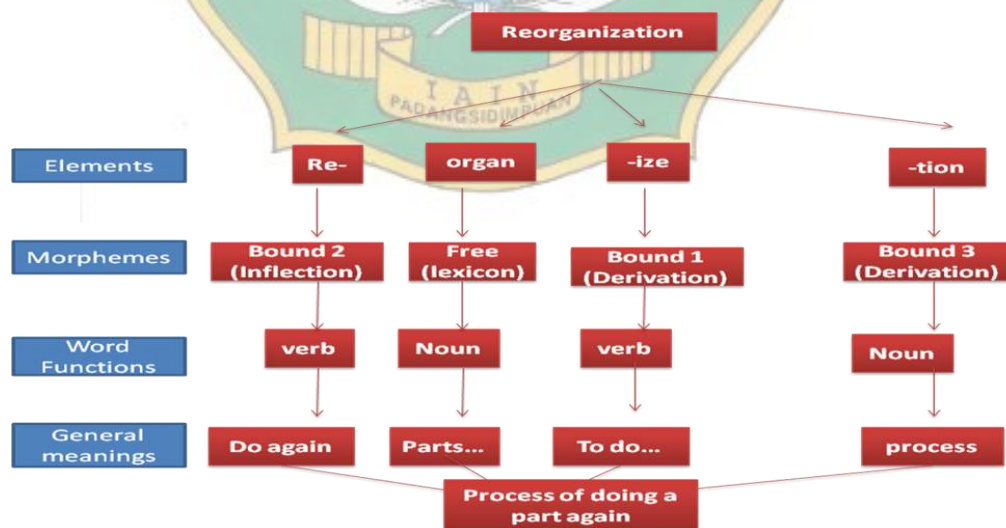 Reorganization
I A I N
PADANGSIDIMPUAN
Elements
Re-
organ
-ize
-tion
Morphemes
Bound 2
(Inflection)
Free
(lexicon)
Bound 1
(Derivation)
Bound 3
(Derivation)
Word
Functions
verb
Noun
verb
Noun
General
meanings
Do again
Parts...
To do...
process
Process of doing a
part again